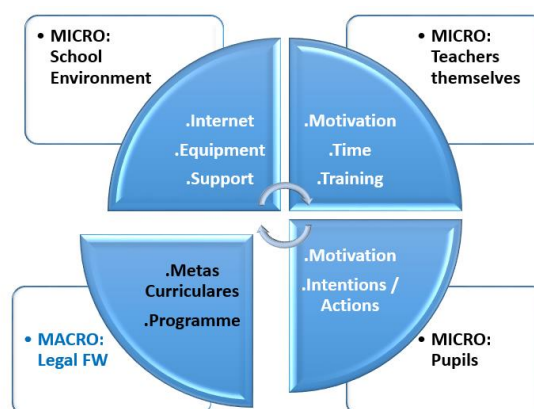 • MICRO:
School
Environment
• MICRO:
Teachers
themselves
.Internet
.Equipment
.Support
.Motivation
.Time
.Training
.Metas
Curriculares
.Programme
.Motivation
.Intentions /
Actions
• MACRO:
Legal FW
• MICRO:
Pupils